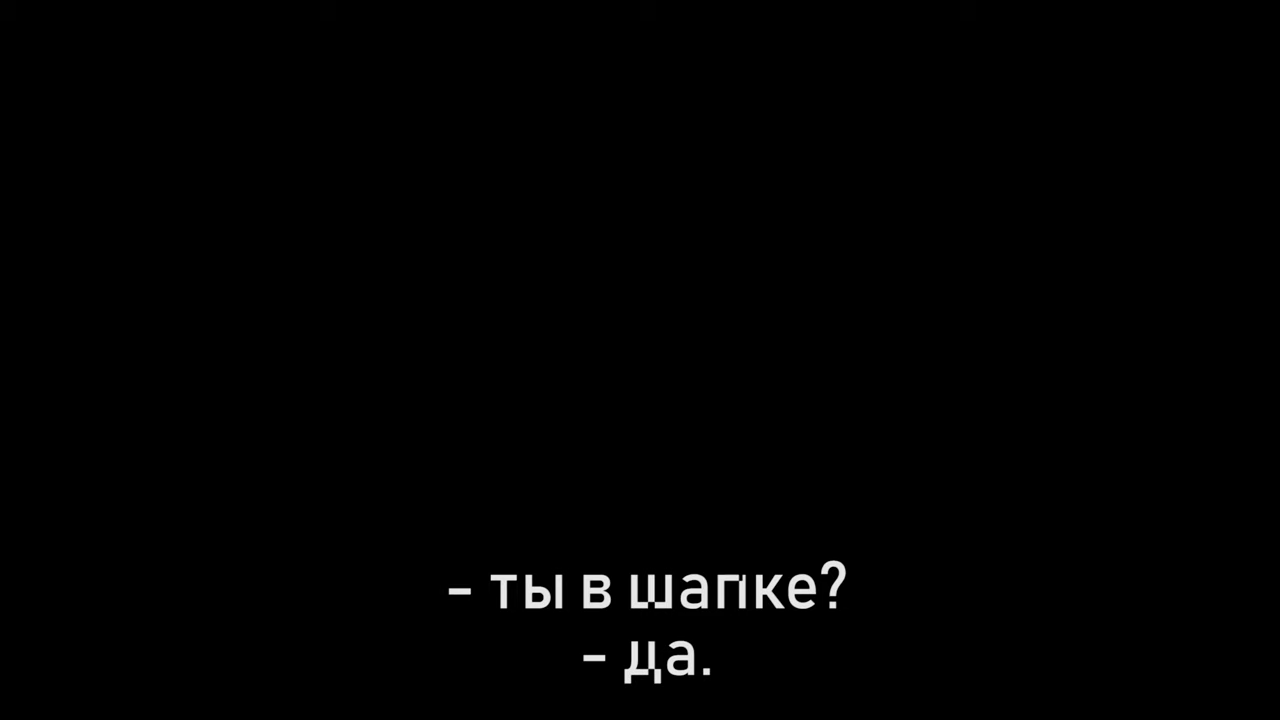 - ты в шапке?
- да.